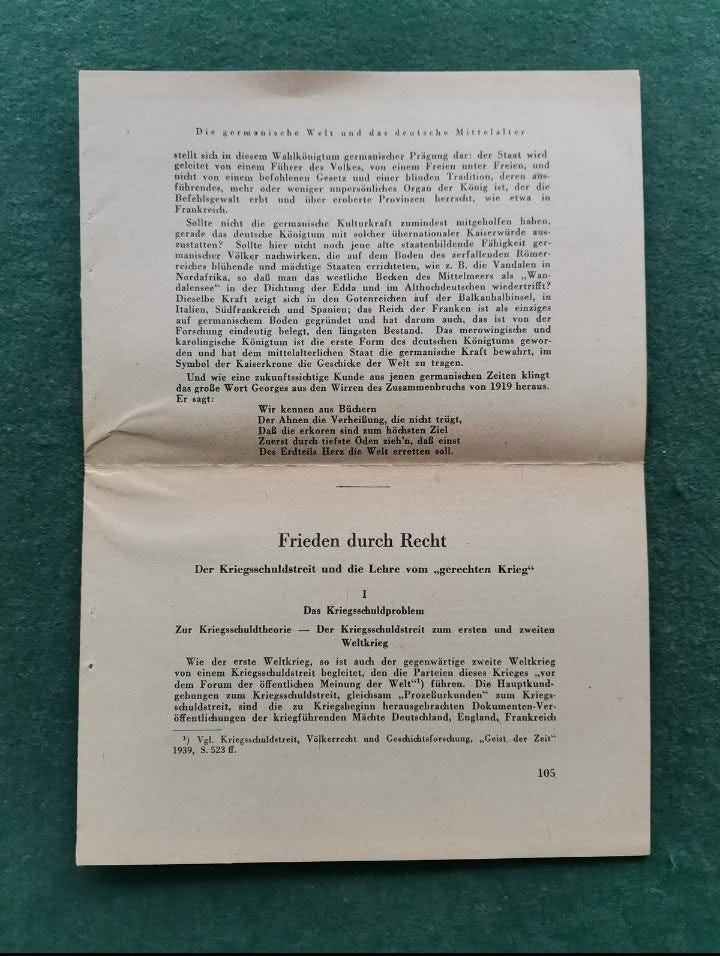 Die germanische Welt und das deutsche Mittelalter
stellt sich in diesem Wahlkönigtum germanischer Prägung dar: der Staat wird
geleitet von einem Führer des Volkes, von einem Freien unter Freien, und
nicht von einem befohlenen Gesetz und einer blinden Tradition, deren aus-
führendes, mehr oder weniger unpersönliches Organ der König ist, der die
Befehlsgewalt erbt und über eroberte Provinzen herrscht, wie etwa in
Frankreich.
Sollte nicht die germanische Kulturkraft zumindest mitgeholfen haben,
gerade das deutsche Königtum mit solcher übernationaler Kaiserwürde aus-
zustatten? Sollte hier nicht noch jene alte staatenbildende Fähigkeit ger-
manischer Völker nachwirken, die auf dem Boden des zerfallenden Römer-
reiches blühende und mächtige Staaten errichteten, wie z. B. die Vandalen in
Nordafrika, so daß man das westliche Becken des Mittelmeers als „Wan-
dalensee“ in der Dichtung der Edda und im Althochdeutschen wiedertrifft?
Dieselbe Kraft zeigt sich in den Gotenreichen auf der Balkanhalbinsel, in
Italien, Südfrankreich und Spanien; das Reich der Franken ist als einziges
auf germanischem Boden gegründet und hat darum auch, das ist von der
Forschung eindeutig belegt, den längsten Bestand. Das merowingische und
karolingische Königtum ist die erste Form des deutschen Königtums gewor-
den und hat dem mittelalterlichen Staat die germanische Kraft bewahrt, im
Symbol der Kaiserkrone die Geschicke der Welt zu tragen.
Und wie eine zukunftssichtige Kunde aus jenen germanischen Zeiten klingt
das große Wort Georges aus den Wirren des Zusammenbruchs von 1919 heraus.
Er sagt:
Wir kennen aus Büchern
Der Ahnen die Verheißung, die nicht trügt,
Daß die erkoren sind zum höchsten Ziel
Zuerst durch tiefste Öden zieh'n, daß einst
Des Erdteils Herz die Welt erretten soll.
Frieden durch Recht
Der Kriegsschuldstreit und die Lehre vom „gerechten Krieg“
I
Das Kriegsschuldproblem
Zur Kriegsschuldtheorie — Der Kriegsschuldstreit zum ersten und zweiten
Weltkrieg
Wie der erste Weltkrieg, so ist auch der gegenwärtige zweite Weltkrieg
von einem Kriegsschuldstreit begleitet, den die Parteien dieses Krieges „vor
dem Forum der öffentlichen Meinung der Welt“¹) führen. Die Hauptkund-
gebungen zum Kriegsschuldstreit, gleichsam „Prozeßurkunden“ zum Kriegs-
schuldstreit, sind die zu Kriegsbeginn herausgebrachten Dokumenten-Ver-
öffentlichungen der kriegführenden Mächte Deutschland, England, Frankreich
¹) Vgl. Kriegsschuldstreit, Völkerrecht und Geschichtsforschung, „Geist der Zeit“
1939, S. 523 ff.
105